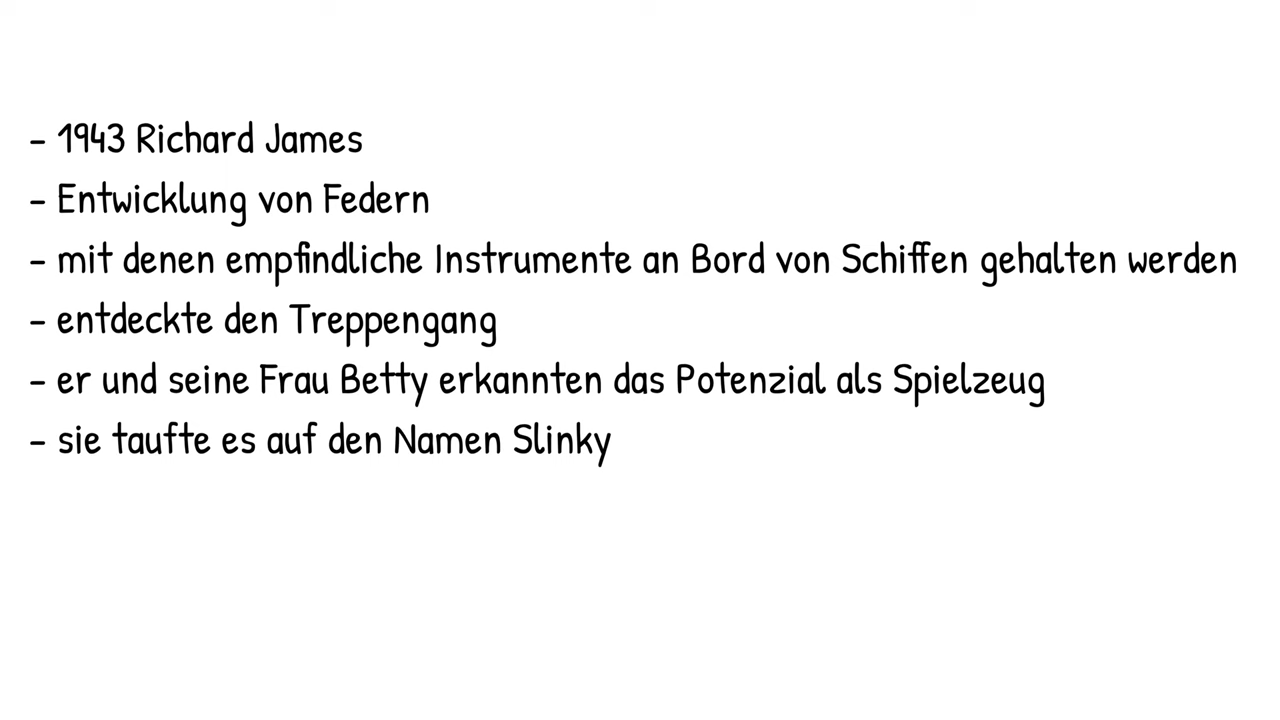 - 1943 Richard James
- Entwicklung von Federn
- mit denen empfindliche Instrumente an Bord von Schiffen gehalten werden
- entdeckte den Treppengang
- er und seine Frau Betty erkannten das Potenzial als Spielzeug
- sie taufte es auf den Namen Slinky